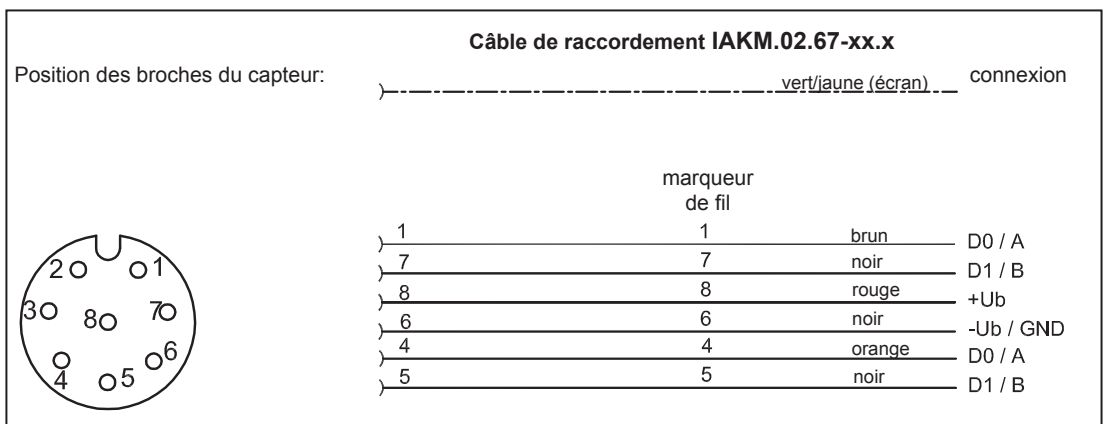 Câble de raccordement IAKM.02.67-xx.x
Position des broches du capteur:
vert/jaune (écran) connexion
marqueur
de fil
1 1 brun D0 / A
7 7 noir D1 / B
8 8 rouge +Ub
6 6 noir -Ub / GND
4 4 orange D0 / A
5 5 noir D1 / B
2 1
3 8 7
4 5 6